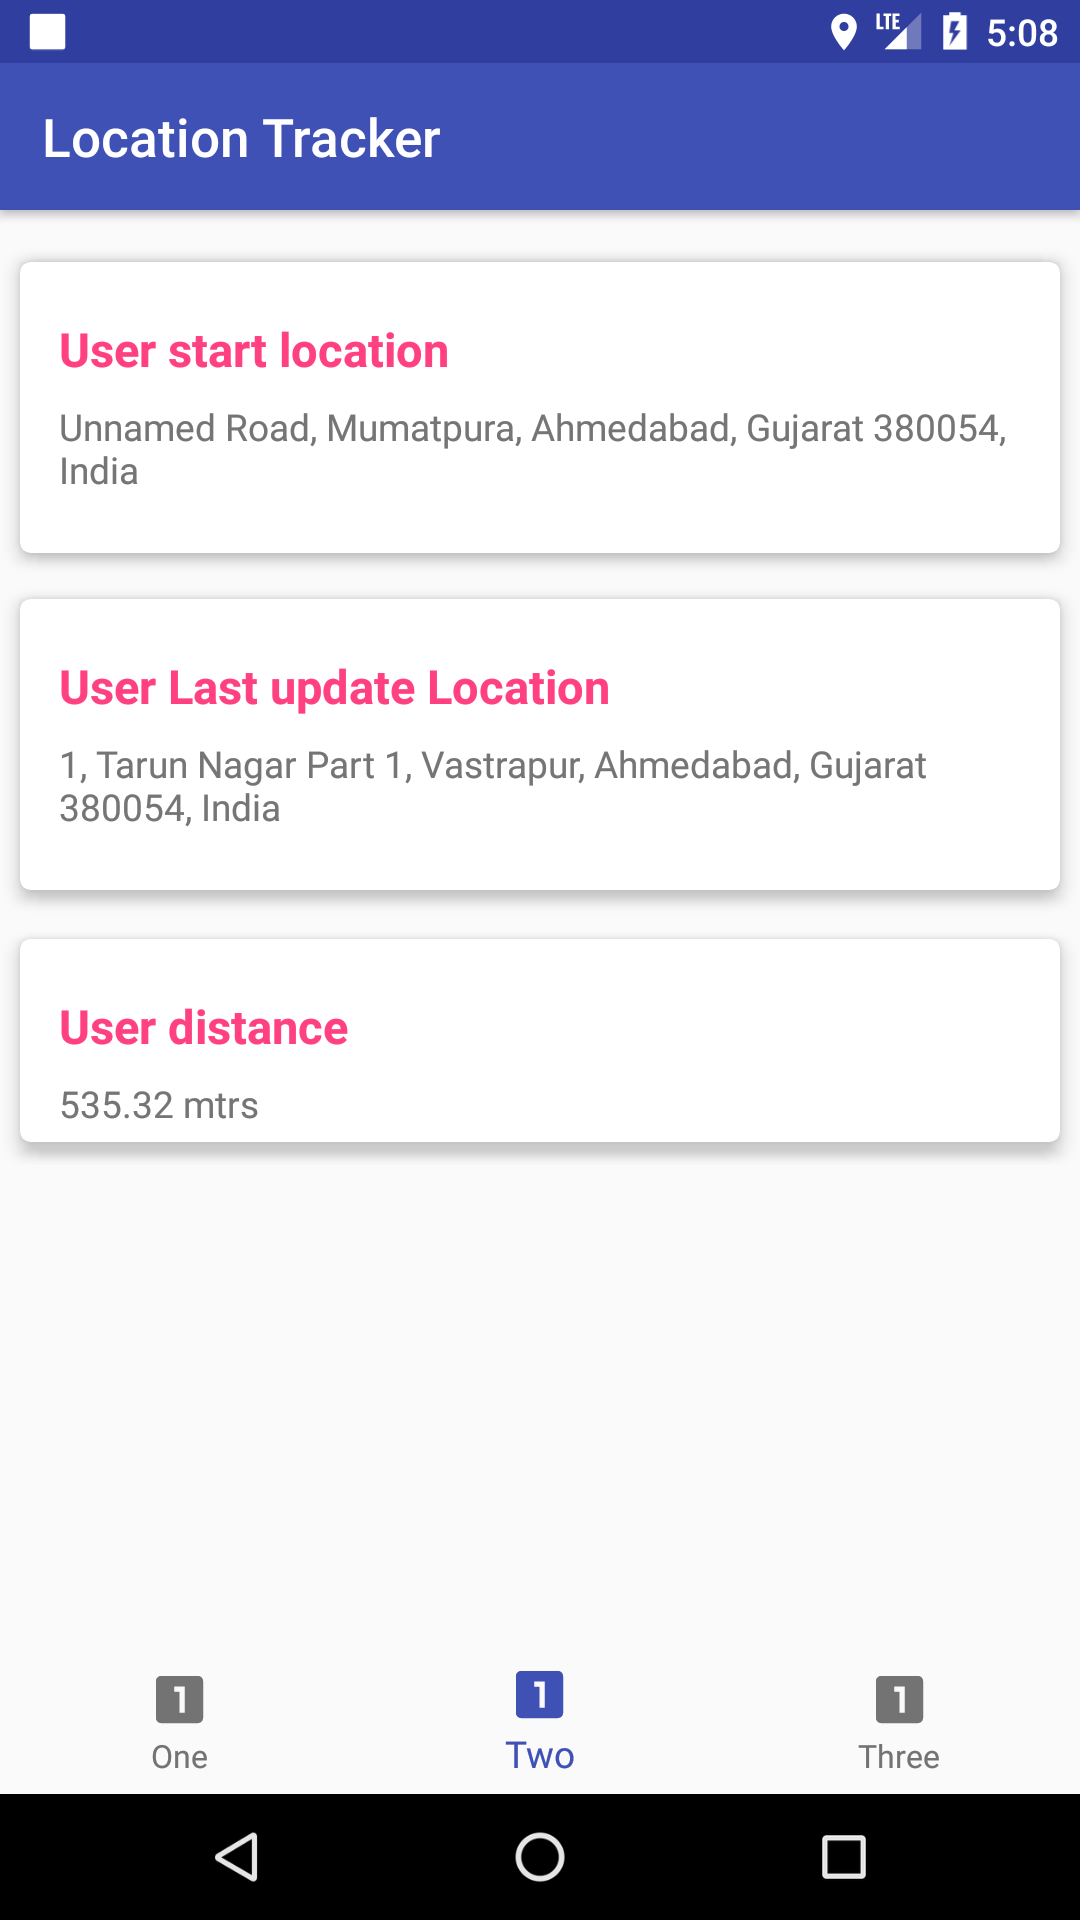 LTE 5:08
Location Tracker
User start location
Unnamed Road, Mumatpura, Ahmedabad, Gujarat 380054,
India
User Last update Location
1, Tarun Nagar Part 1, Vastrapur, Ahmedabad, Gujarat
380054, India
User distance
535.32 mtrs
1 1 1
One Two Three